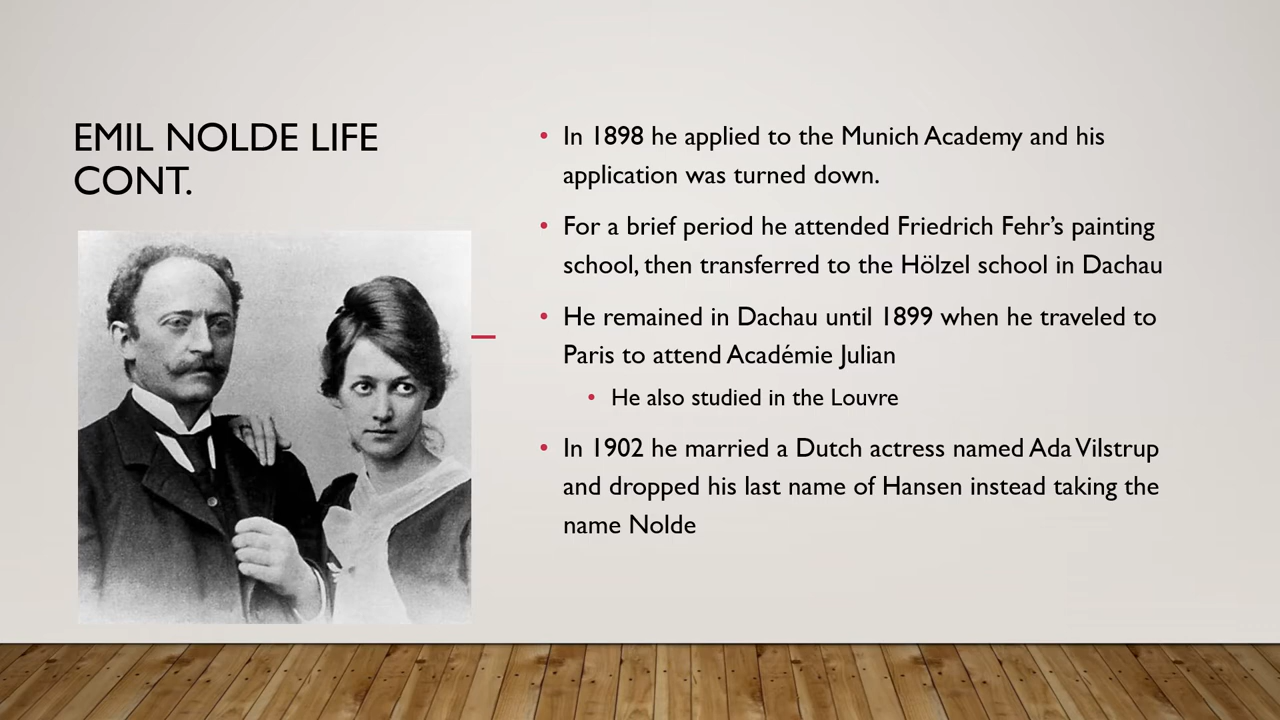 EMIL NOLDE LIFE
CONT.
• In 1898 he applied to the Munich Academy and his
application was turned down.
• For a brief period he attended Friedrich Fehr’s painting
school, then transferred to the Hölzel school in Dachau
• He remained in Dachau until 1899 when he traveled to
Paris to attend Académie Julian
• He also studied in the Louvre
• In 1902 he married a Dutch actress named Ada Vilstrup
and dropped his last name of Hansen instead taking the
name Nolde